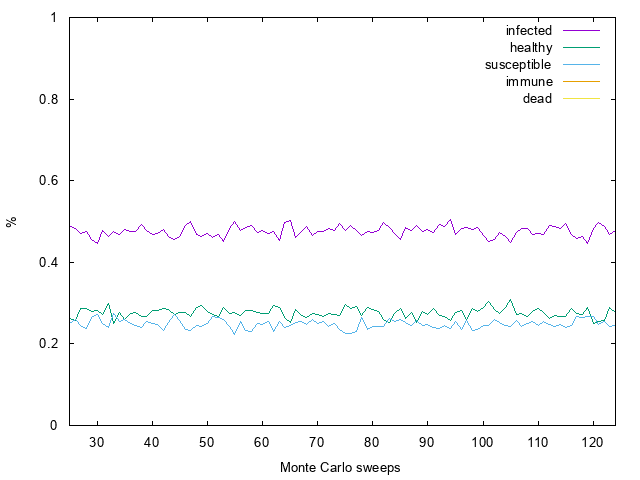 1
infected
healthy
susceptible
immune
dead
0.8
0.6
%
0.4
0.2
0
30 40 50 60 70 80 90 100 110 120
Monte Carlo sweeps